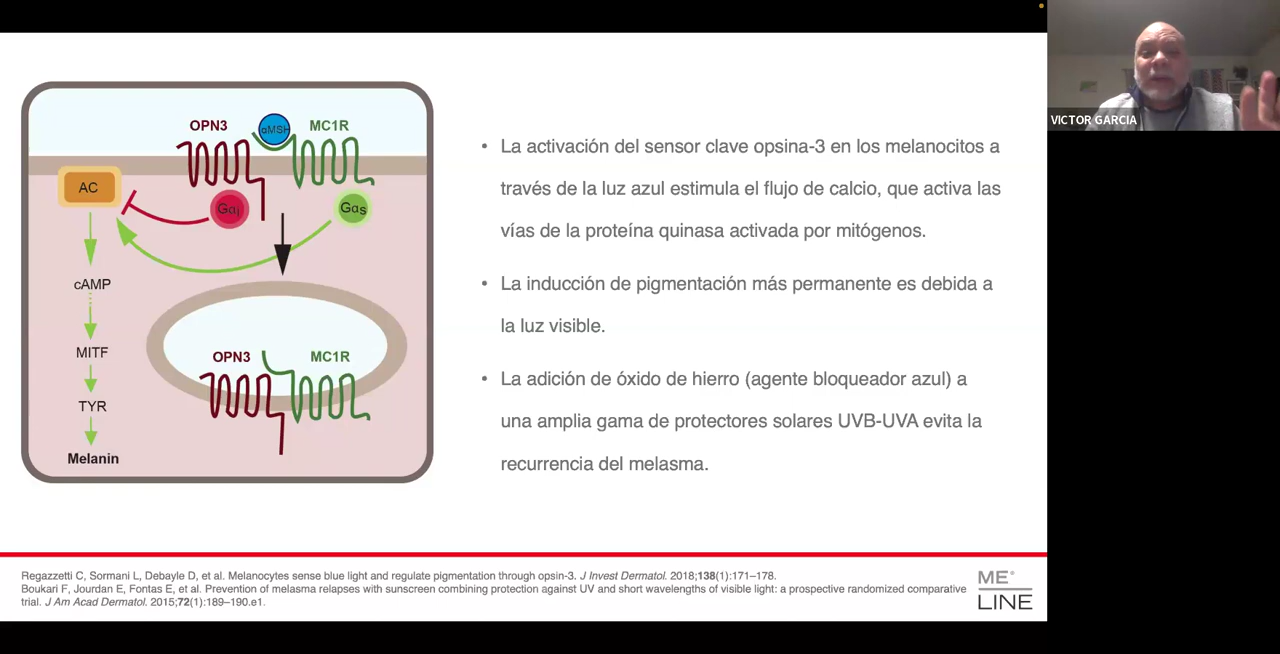 VICTOR GARCIA
OPN3
αMSH
MC1R
AC
Gαi
Gαs
cAMP
MITF
TYR
Melanin
OPN3
MC1R
• La activación del sensor clave opsina-3 en los melanocitos a
través de la luz azul estimula el flujo de calcio, que activa las
vías de la proteína quinasa activada por mitógenos.
• La inducción de pigmentación más permanente es debida a
la luz visible.
• La adición de óxido de hierro (agente bloqueador azul) a
una amplia gama de protectores solares UVB-UVA evita la
recurrencia del melasma.
Regazzetti C, Sormani L, Debayle D, et al. Melanocytes sense blue light and regulate pigmentation through opsin-3. J Invest Dermatol. 2018;138(1):171–178.
Boukari F, Jourdan E, Fontas E, et al. Prevention of melasma relapses with sunscreen combining protection against UV and short wavelengths of visible light: a prospective randomized comparative
trial. J Am Acad Dermatol. 2015;72(1):189–190.e1.
ME
LINE